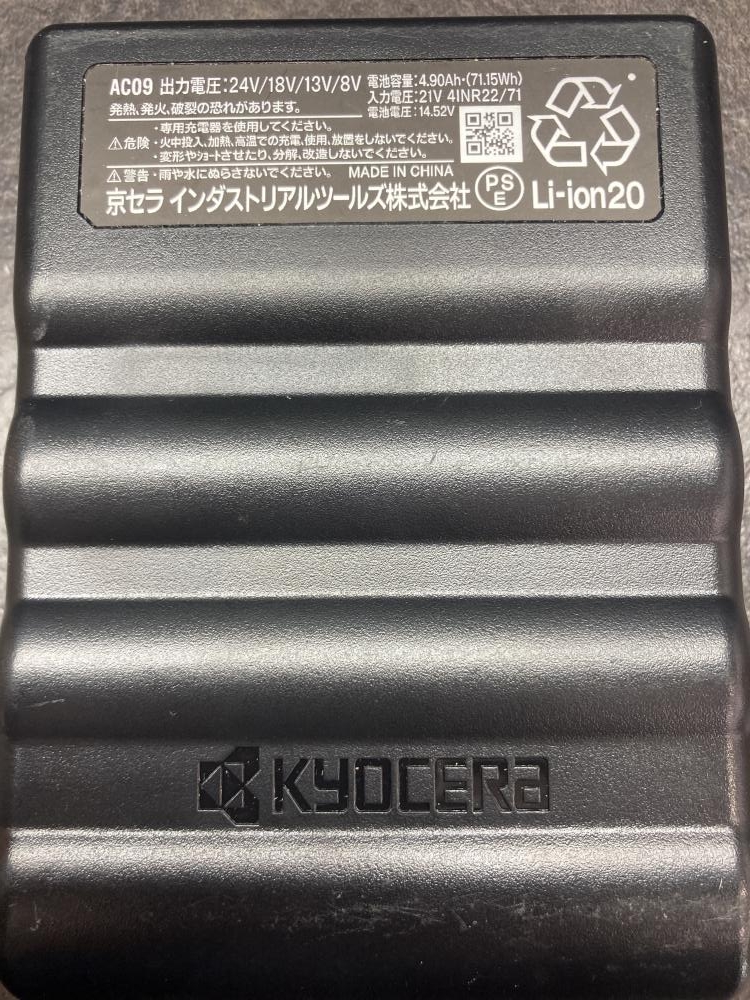 AC09 出力電圧:24V/18V/13V/8V
電池容量:4.90Ah・(71.15Wh)
入力電圧:21V 4INR22/71
電池電圧:14.52V
発熱、発火、破裂の恐れがあります。
⚠危険
・専用充電器を使用してください。
・火中投入、加熱、高温での充電、使用、放置をしないでください。
・変形やショートさせたり、分解、改造しないでください。
⚠警告・雨や水にぬらさないでください。 MADE IN CHINA
京セラ インダストリアルツールズ株式会社
PSE
Li-ion20
KYOCERA